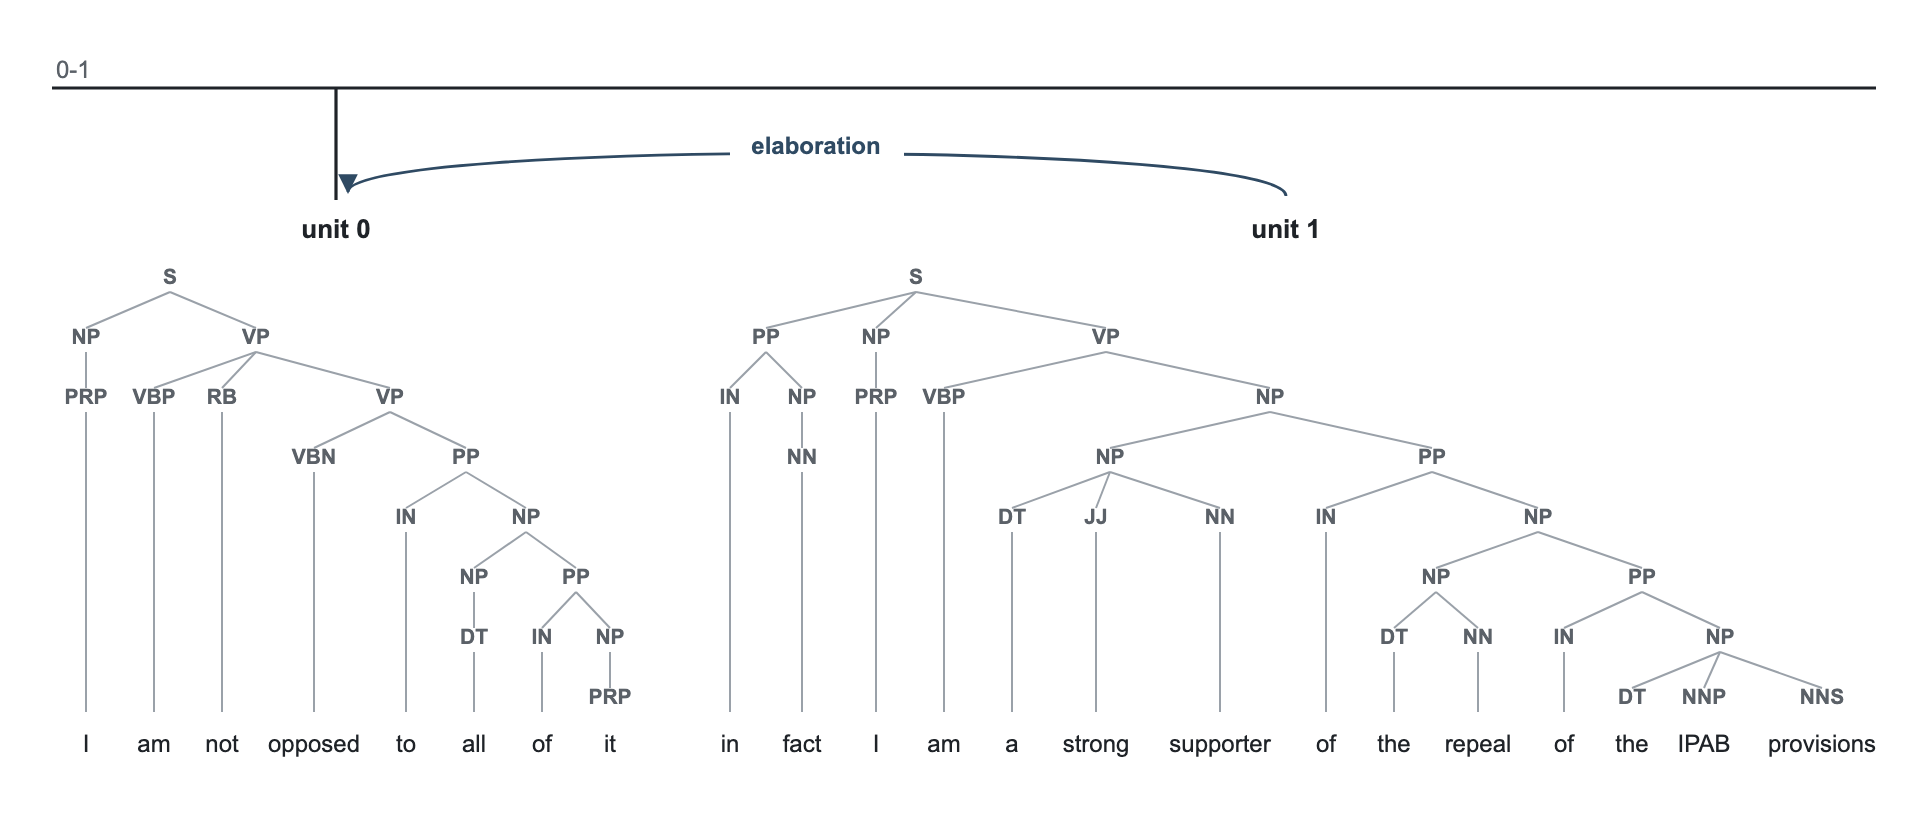 0-1
elaboration
unit 0 unit 1
S S
NP VP PP NP VP
PRP VBP RB VP IN NP PRP VBP NP
VBN PP NN NP PP
IN NP DT JJ NN IN NP
NP PP NP PP
DT IN NP DT NN IN NP
PRP DT NNP NNS
I am not opposed to all of it in fact I am a strong supporter of the repeal of the IPAB provisions